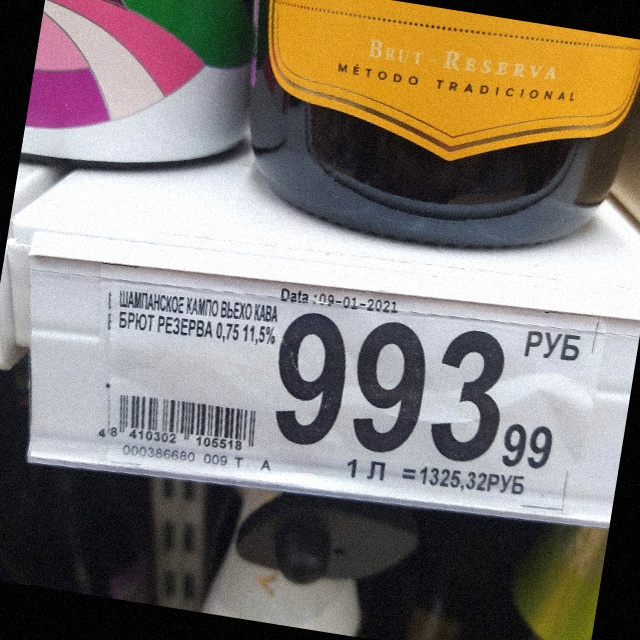 BRUT - RESERVA
MÉTODO TRADICIONAL
Data :09-01-2021
ШАМПАНСКОЕ КАМПО ВЬЕХО КАВА
БРЮТ РЕЗЕРВА 0,75 11,5%
993 99 РУБ
4 8 410302 105518
000386680 009 Т А
1 Л =1325,32РУБ